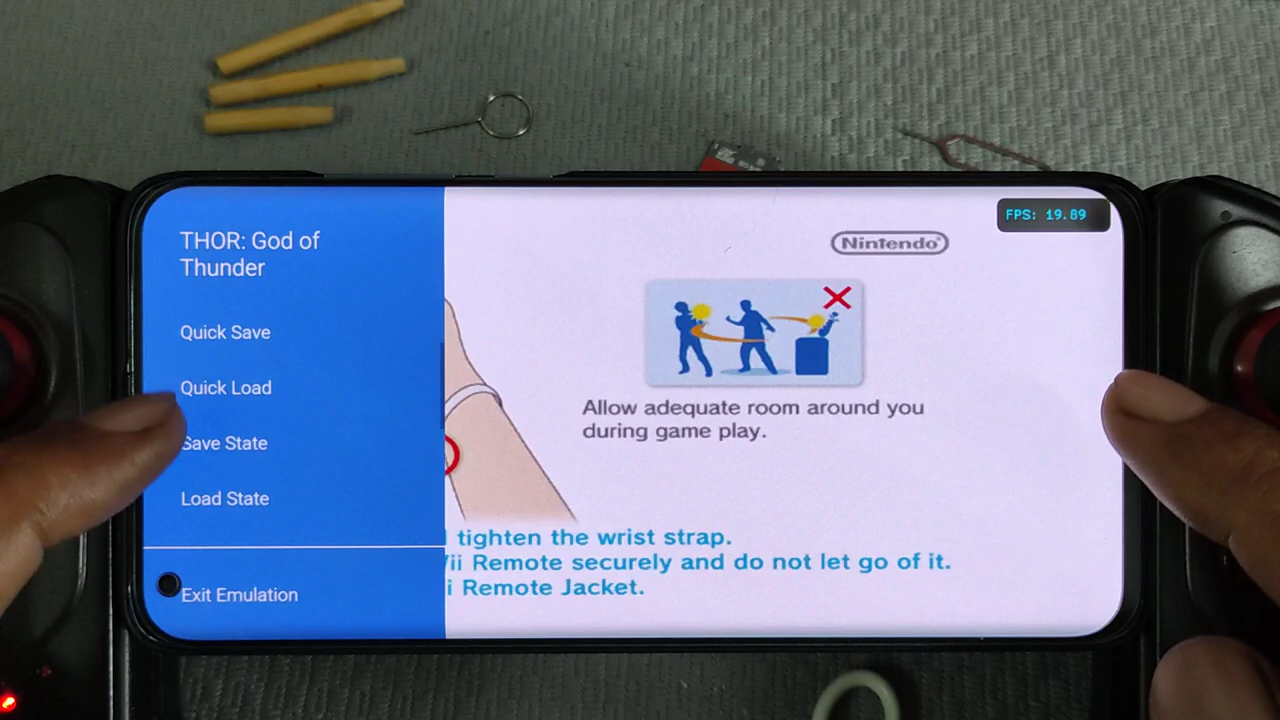 THOR: God of
Thunder
Quick Save
Quick Load
Save State
Load State
Exit Emulation
FPS: 19.89
Nintendo
Allow adequate room around you
during game play.
tighten the wrist strap.
ii Remote securely and do not let go of it.
i Remote Jacket.